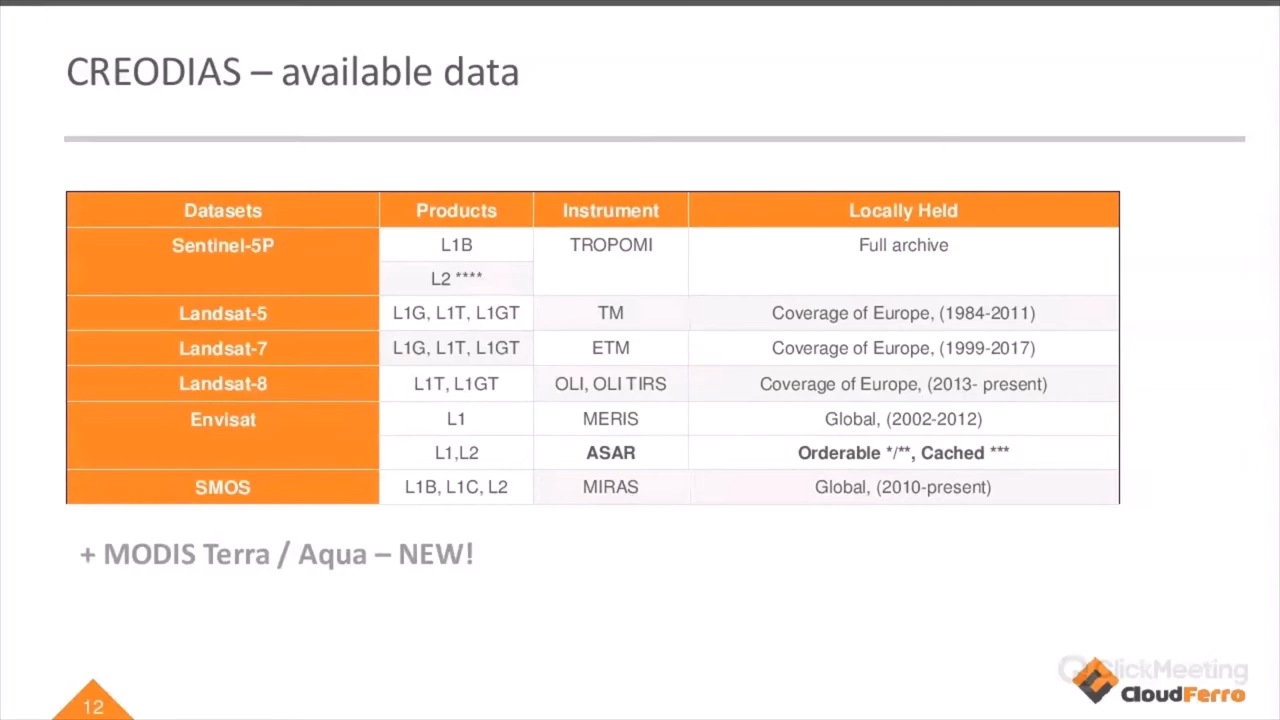 CREODIAS – available data
Datasets Products Instrument Locally Held
Sentinel-5P L1B TROPOMI Full archive
L2 ****
Landsat-5 L1G, L1T, L1GT TM Coverage of Europe, (1984-2011)
Landsat-7 L1G, L1T, L1GT ETM Coverage of Europe, (1999-2017)
Landsat-8 L1T, L1GT OLI, OLI TIRS Coverage of Europe, (2013- present)
Envisat L1 MERIS Global, (2002-2012)
L1,L2 ASAR Orderable */**, Cached ***
SMOS L1B, L1C, L2 MIRAS Global, (2010-present)
+ MODIS Terra / Aqua – NEW!
ClickMeeting
CloudFerro
12